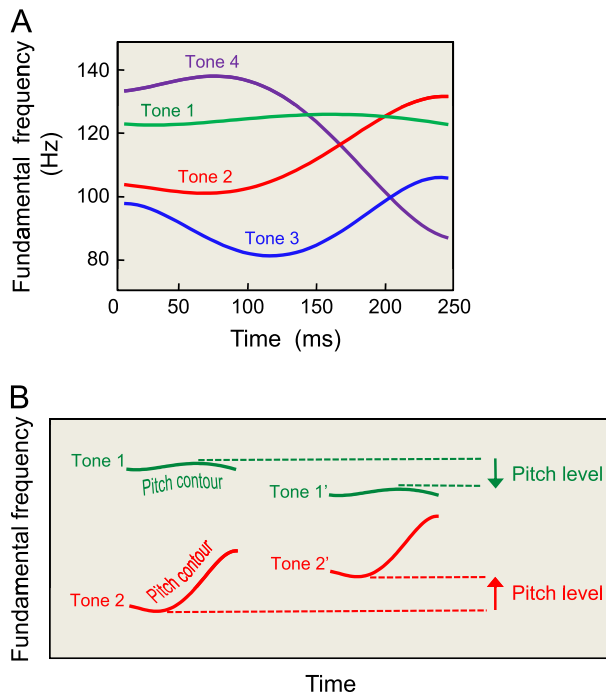 A
Fundamental frequency
(Hz)
140
120
100
80
Tone 4
Tone 1
Tone 2
Tone 3
0 50 100 150 200 250
Time (ms)
B
Fundamental frequency
Tone 1
Pitch contour
Tone 1'
Pitch level
Pitch contour
Tone 2'
Tone 2
Pitch level
Time